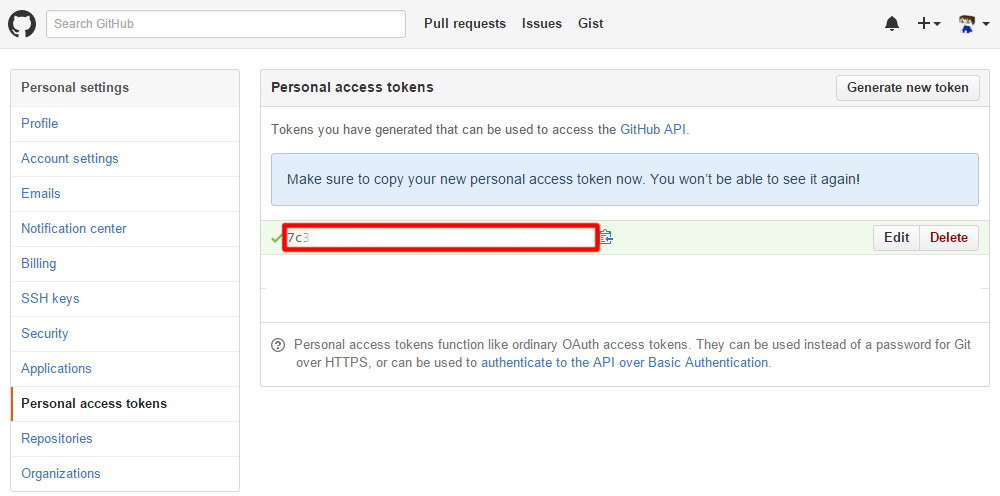 Search GitHub
Pull requests
Issues
Gist
Personal settings
Profile
Account settings
Emails
Notification center
Billing
SSH keys
Security
Applications
Personal access tokens
Repositories
Organizations
Personal access tokens
Generate new token
Tokens you have generated that can be used to access the GitHub API.
Make sure to copy your new personal access token now. You won't be able to see it again!
7c3
Edit
Delete
Personal access tokens function like ordinary OAuth access tokens. They can be used instead of a password for Git
over HTTPS, or can be used to authenticate to the API over Basic Authentication.